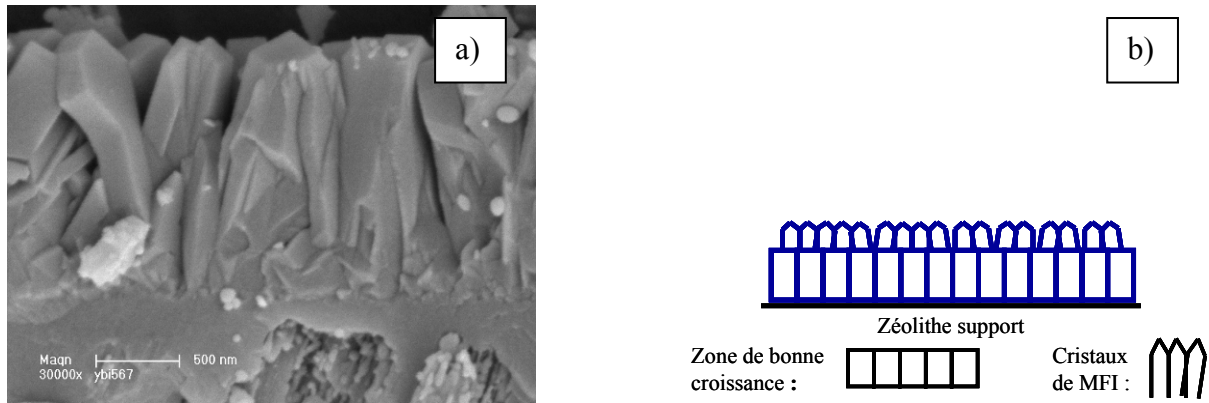 a)
Magn
500 nm
30000x ybi567
b)
Zéolithe support
Zone de bonne
croissance :
Cristaux
de MFI :